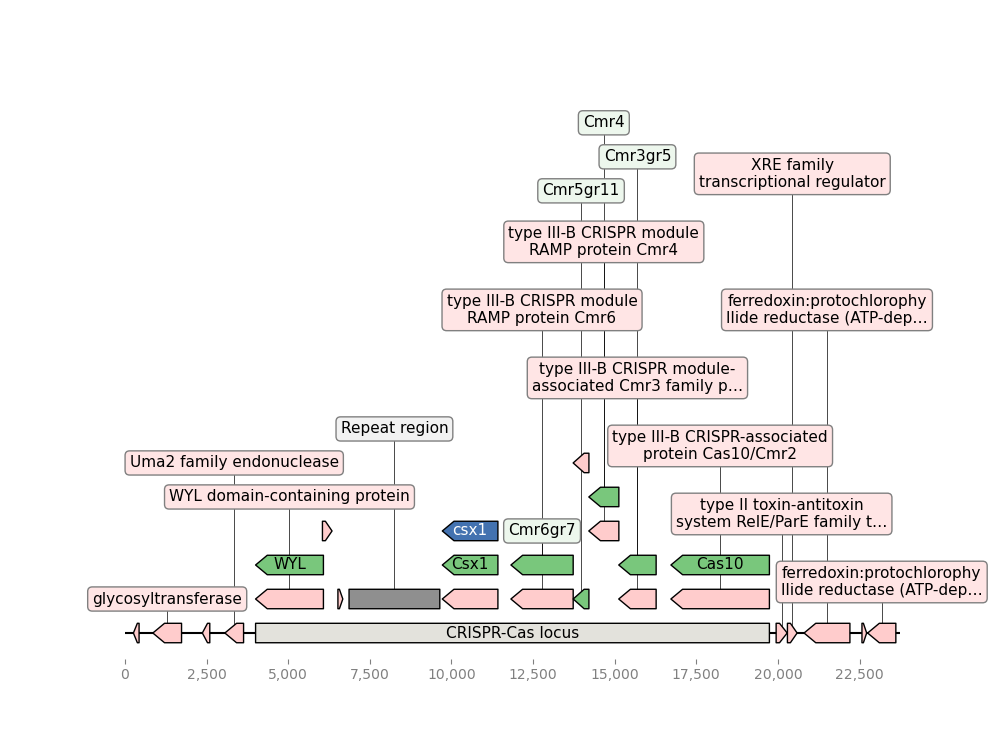 Cmr4
Cmr3gr5
XRE family
transcriptional regulator
Cmr5gr11
type III-B CRISPR module
RAMP protein Cmr4
type III-B CRISPR module
RAMP protein Cmr6
ferredoxin:protochlorophy
llide reductase (ATP-dep…
type III-B CRISPR module-
associated Cmr3 family p…
Repeat region
type III-B CRISPR-associated
protein Cas10/Cmr2
Uma2 family endonuclease
WYL domain-containing protein
type II toxin-antitoxin
system RelE/ParE family t…
csx1
Cmr6gr7
WYL
Csx1
Cas10
ferredoxin:protochlorophy
llide reductase (ATP-dep…
glycosyltransferase
CRISPR-Cas locus
0 2,500 5,000 7,500 10,000 12,500 15,000 17,500 20,000 22,500